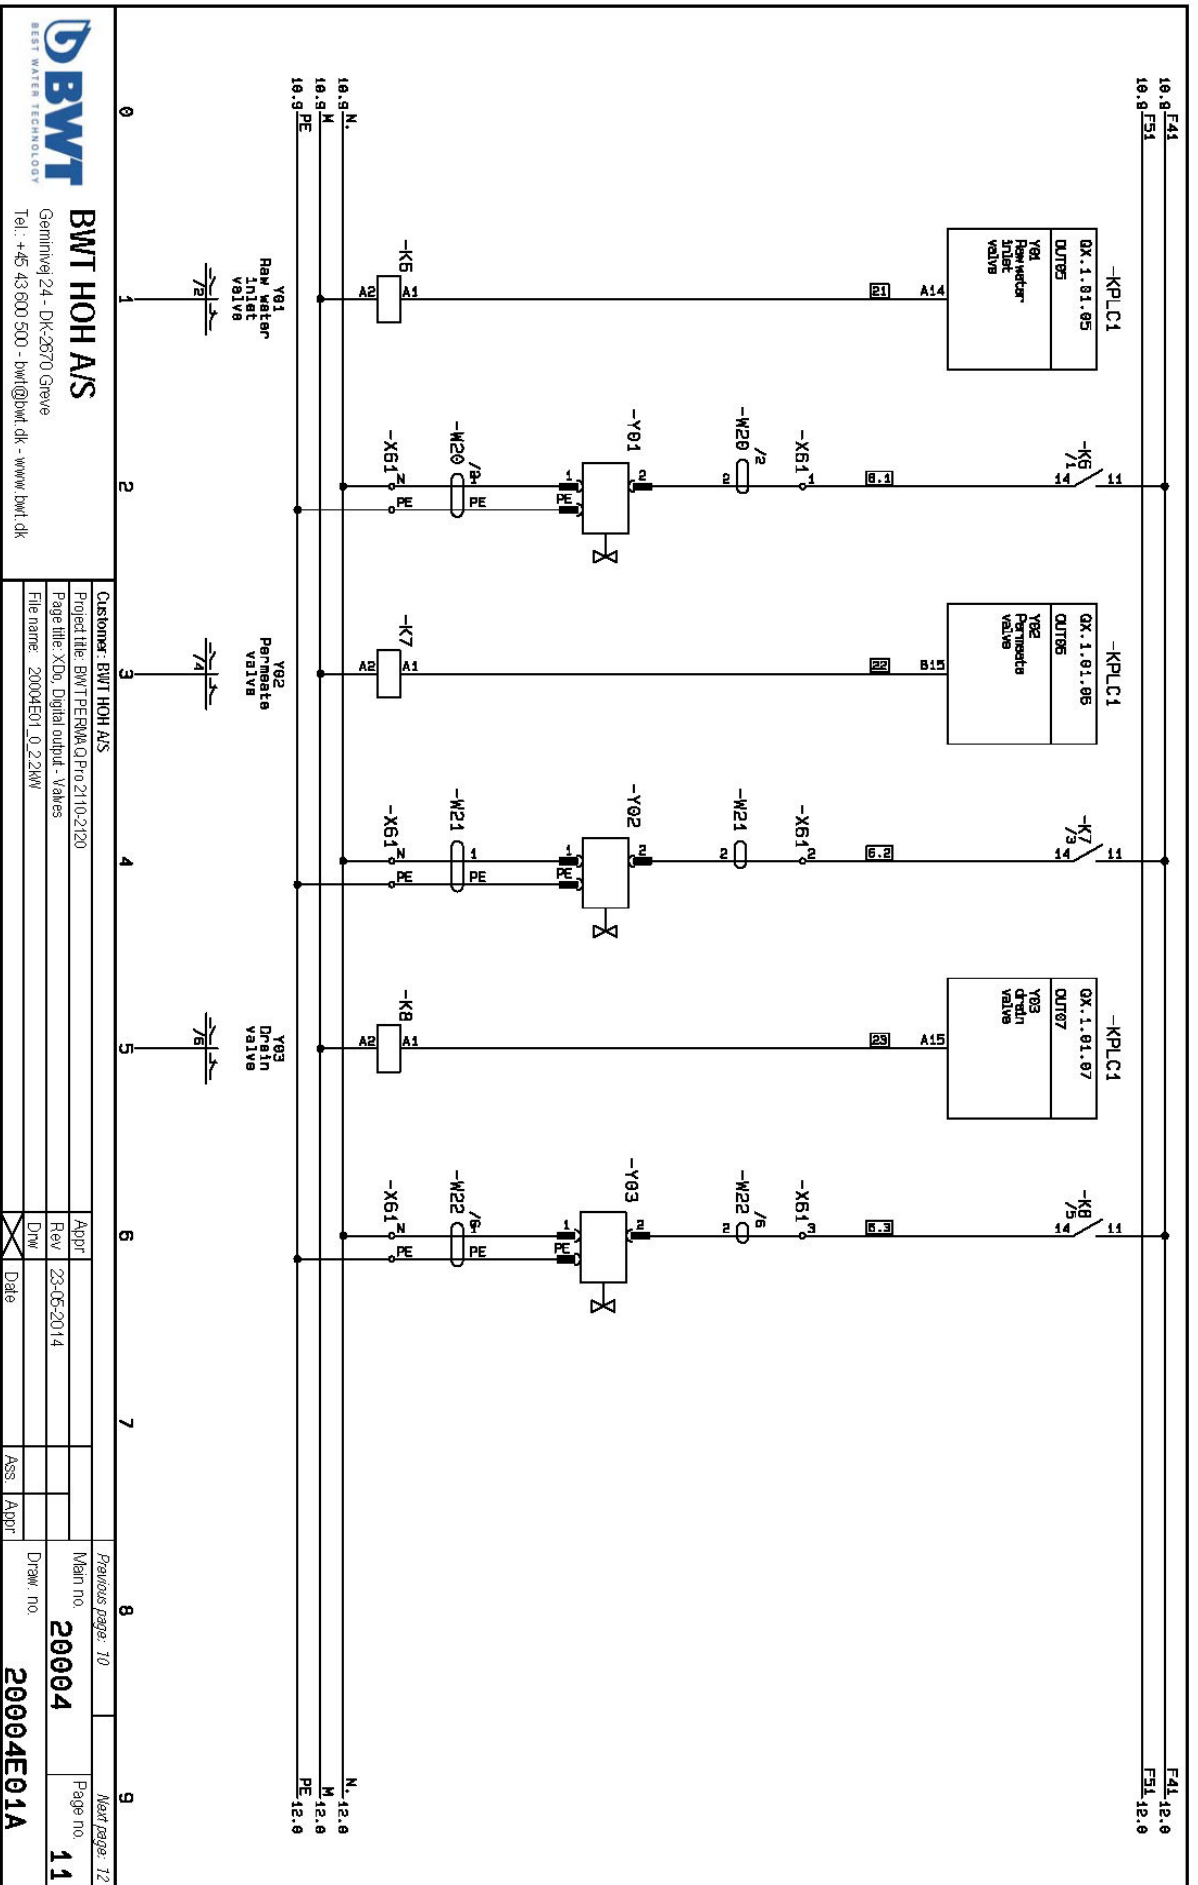 10.9 F41
10.9 F51
F41 12.0
F51 12.0
-KPLC1
QX.1.01.05
OUT05
Y01
Raw water
inlet
valve
A14
21
-K6
A1
A2
Y01
Raw water
inlet
valve
/2
-K6
/1
11
14
6.1
-X61
1
-W20
/2
2
-Y01
2
1
PE
-W20
/2
1
PE
-X61
N
PE
-KPLC1
QX.1.01.06
OUT06
Y02
Permeate
valve
B15
22
-K7
A1
A2
Y02
Permeate
valve
/4
-K7
/3
11
14
6.2
-X61
2
-W21
2
-Y02
2
1
PE
-W21
1
PE
-X61
N
PE
-KPLC1
QX.1.01.07
OUT07
Y03
drain
valve
A15
23
-K8
A1
A2
Y03
Drain
valve
/6
-K8
/5
11
14
6.3
-X61
3
-W22
/6
2
-Y03
2
1
PE
-W22
/6
1
PE
-X61
N
PE
10.9 N.
10.9 M
10.9 PE
N. 12.0
M 12.0
PE 12.0
0 1 2 3 4 5 6 7 8 9
BWT
BEST WATER TECHNOLOGY
BWT HOH A/S
Geminivej 24 - DK-2670 Greve
Tel.: +45 43 600 500 - bwt@bwt.dk - www.bwt.dk
Customer: BWT HOH A/S
Project title: BWT PERMAQ Pro 2110-2120
Page title: XDo, Digital output - Valves
File name: 20004E01_0_2.2kW
Appr
Rev 23-05-2014
Drw
Date Ass. Appr
Previous page: 10
Next page: 12
Main no. 20004
Page no. 11
Draw. no. 20004E01A